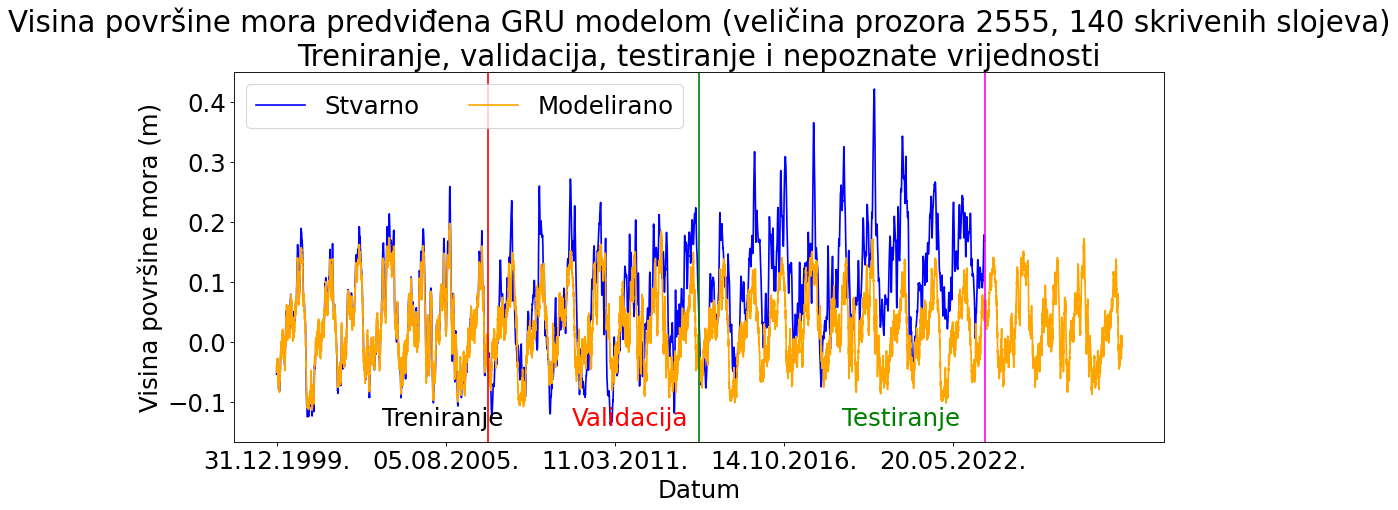 Visina površine mora predviđena GRU modelom (veličina prozora 2555, 140 skrivenih slojeva)
Treniranje, validacija, testiranje i nepoznate vrijednosti
Stvarno
Modelirano
Visina površine mora (m)
0.4
0.3
0.2
0.1
0.0
−0.1
Treniranje
Validacija
Testiranje
31.12.1999.
05.08.2005.
11.03.2011.
14.10.2016.
20.05.2022.
Datum